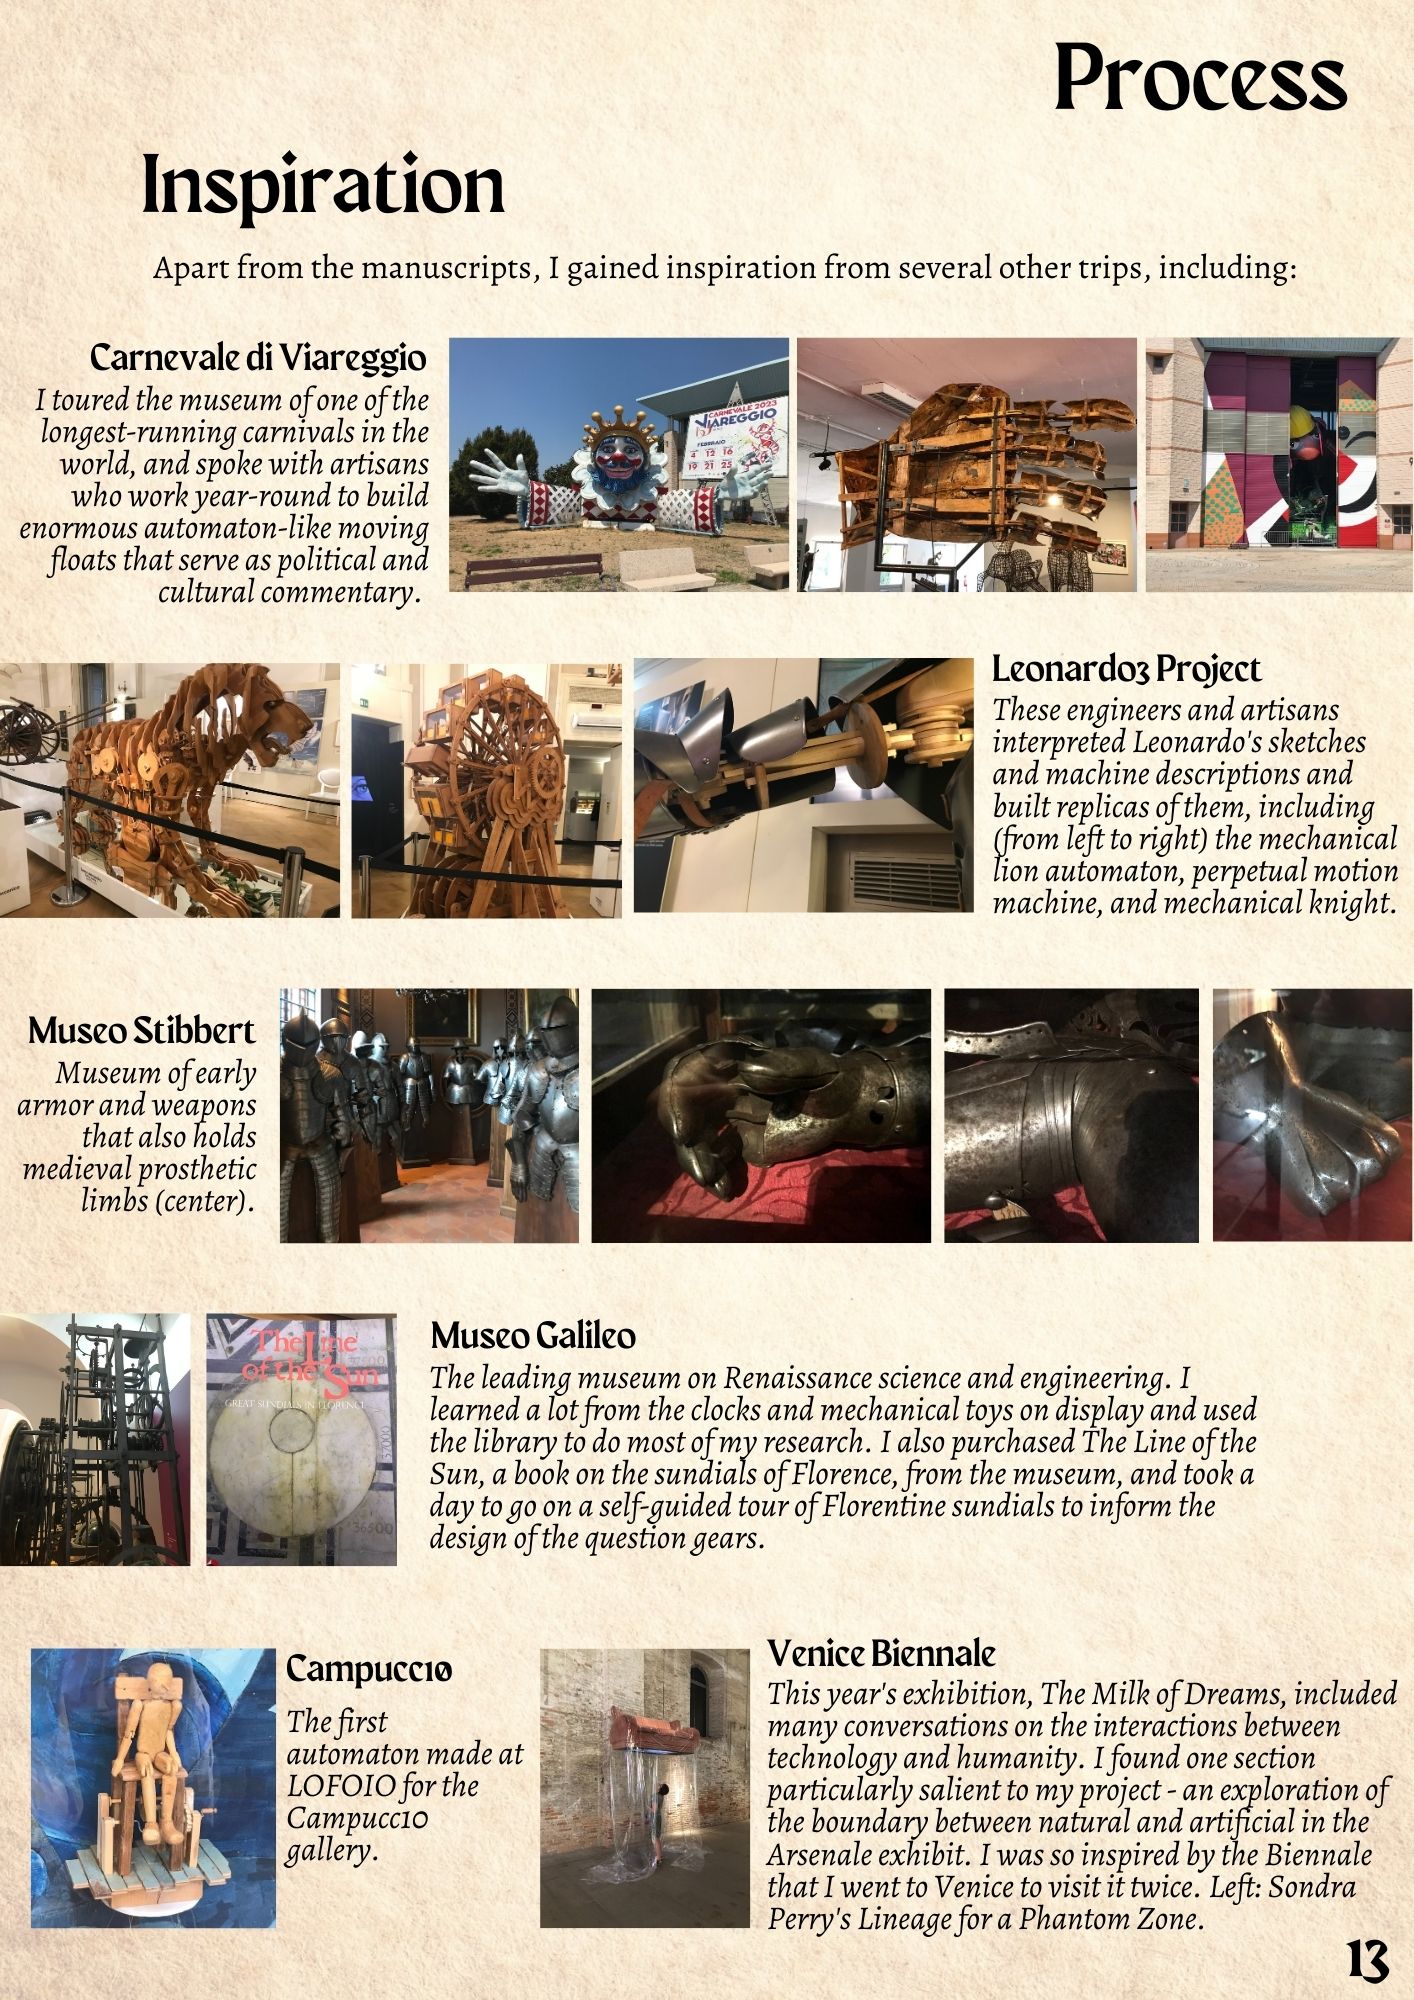 Process
Inspiration
Apart from the manuscripts, I gained inspiration from several other trips, including:
Carnevale di Viareggio
I toured the museum of one of the
longest-running carnivals in the
world, and spoke with artisans
who work year-round to build
enormous automaton-like moving
floats that serve as political and
cultural commentary.
CARNEVALE 2023
VIAREGGIO
FEBBRAIO
4 12 16
19 21 25
Leonardo3 Project
These engineers and artisans
interpreted Leonardo's sketches
and machine descriptions and
built replicas of them, including
(from left to right) the mechanical
lion automaton, perpetual motion
machine, and mechanical knight.
Museo Stibbert
Museum of early
armor and weapons
that also holds
medieval prosthetic
limbs (center).
The Line
of the Sun
GREAT SUNDIALS IN FLORENCE
37000
36500
Museo Galileo
The leading museum on Renaissance science and engineering. I
learned a lot from the clocks and mechanical toys on display and used
the library to do most of my research. I also purchased The Line of the
Sun, a book on the sundials of Florence, from the museum, and took a
day to go on a self-guided tour of Florentine sundials to inform the
design of the question gears.
Campucc10
The first
automaton made at
LOFOIO for the
Campucc10
gallery.
Venice Biennale
This year's exhibition, The Milk of Dreams, included
many conversations on the interactions between
technology and humanity. I found one section
particularly salient to my project - an exploration of
the boundary between natural and artificial in the
Arsenale exhibit. I was so inspired by the Biennale
that I went to Venice to visit it twice. Left: Sondra
Perry's Lineage for a Phantom Zone.
13